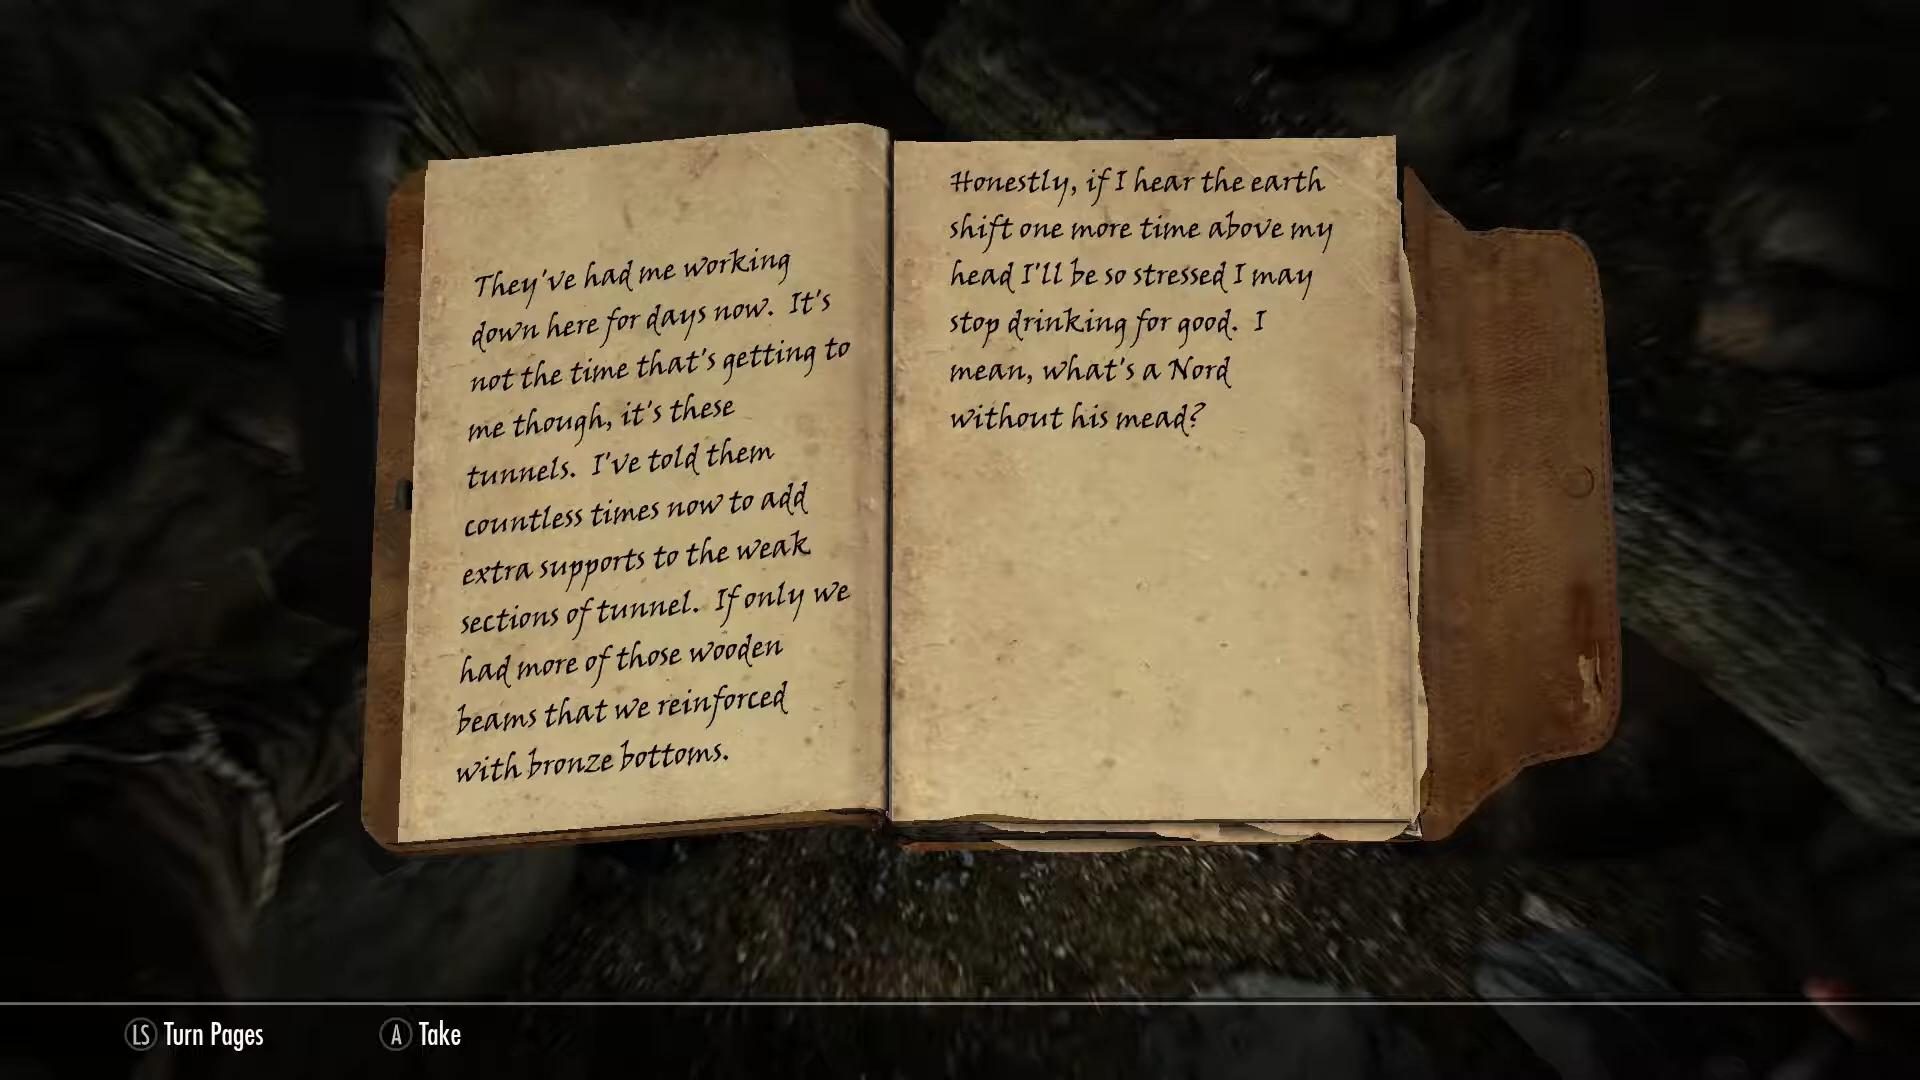 They've had me working
down here for days now. It's
not the time that's getting to
me though, it's these
tunnels. I've told them
countless times now to add
extra supports to the weak
sections of tunnel. If only we
had more of those wooden
beams that we reinforced
with bronze bottoms.
Honestly, if I hear the earth
shift one more time above my
head I'll be so stressed I may
stop drinking for good. I
mean, what's a Nord
without his mead?
LS Turn Pages
A Take